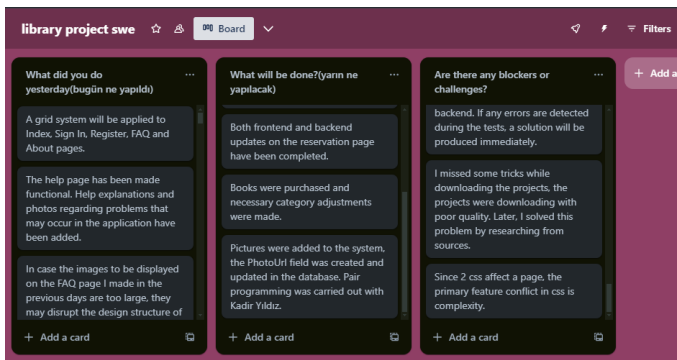 library project swe
Board
Filters
What did you do
yesterday(bugün ne yapıldı)
A grid system will be applied to
Index, Sign In, Register, FAQ and
About pages.
The help page has been made
functional. Help explanations and
photos regarding problems that
may occur in the application have
been added.
In case the images to be displayed
on the FAQ page I made in the
previous days are too large, they
may disrupt the design structure of
+ Add a card
What will be done?(yarın ne
yapılacak)
Both frontend and backend
updates on the reservation page
have been completed.
Books were purchased and
necessary category adjustments
were made.
Pictures were added to the system,
the PhotoUrl field was created and
updated in the database. Pair
programming was carried out with
Kadir Yıldız.
+ Add a card
Are there any blockers or
challenges?
backend. If any errors are detected
during the tests, a solution will be
produced immediately.
I missed some tricks while
downloading the projects, the
projects were downloading with
poor quality. Later, I solved this
problem by researching from
sources.
Since 2 css affect a page, the
primary feature conflict in css is
complexity.
+ Add a card
+ Add a